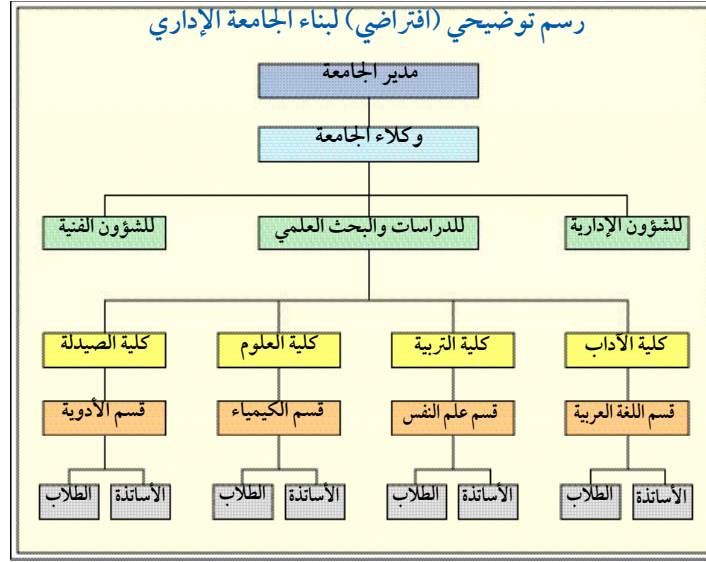 رسم توضيحي (افتراضي) لبناء الجامعة الإداري
مدير الجامعة
وكلاء الجامعة
للشؤون الإدارية
للدراسات والبحث العلمي
للشؤون الفنية
كلية الآداب
كلية التربية
كلية العلوم
كلية الصيدلة
قسم اللغة العربية
قسم علم النفس
قسم الكيمياء
قسم الأدوية
الأساتذة
الطلاب
الأساتذة
الطلاب
الأساتذة
الطلاب
الأساتذة
الطلاب